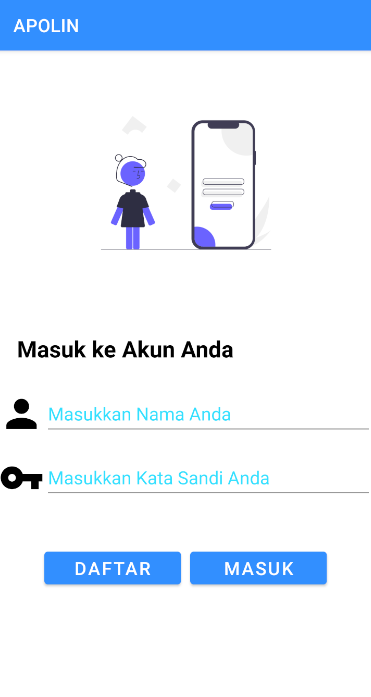 APOLIN
Masuk ke Akun Anda
Masukkan Nama Anda
Masukkan Kata Sandi Anda
DAFTAR MASUK